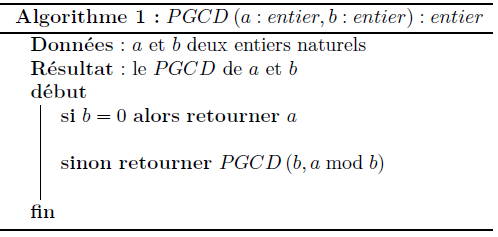 Algorithme 1 : PGCD (a : entier, b : entier) : entier
Données : a et b deux entiers naturels
Résultat : le PGCD de a et b
début
si b = 0 alors retourner a
sinon retourner PGCD (b, a mod b)
fin